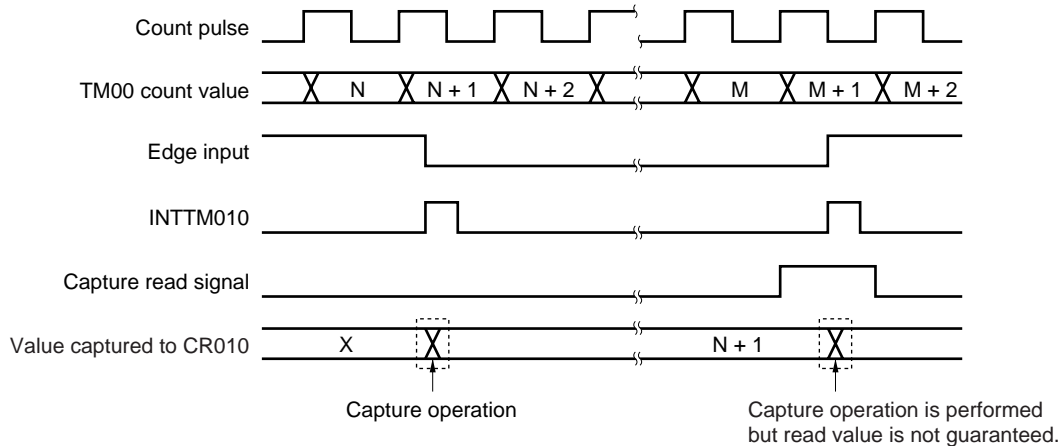 Count pulse
TM00 count value
N
N + 1
N + 2
M
M + 1
M + 2
Edge input
INTTM010
Capture read signal
Value captured to CR010
X
N + 1
Capture operation
Capture operation is performed
but read value is not guaranteed.